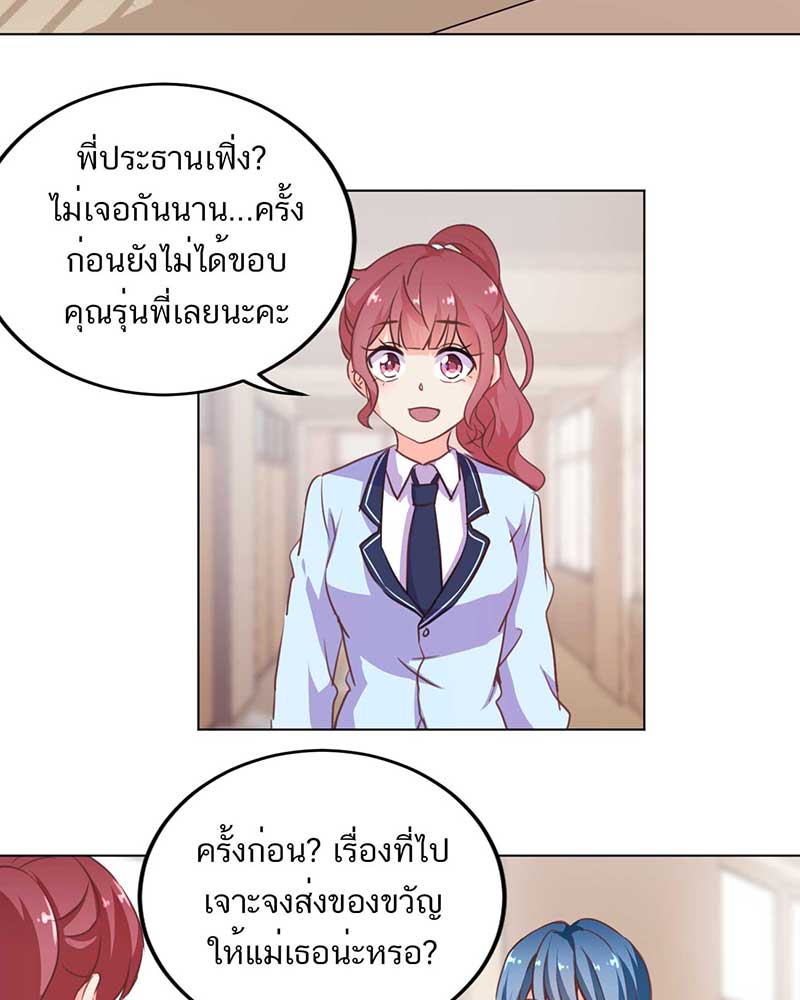 พี่ประธานเฟิ่ง?
ไม่เจอกันนาน...ครั้ง
ก่อนยังไม่ได้ขอบ
คุณรุ่นพี่เลยนะคะ
ครั้งก่อน? เรื่องที่ไป
เจาะจงส่งของขวัญ
ให้แม่เธอน่ะหรอ?